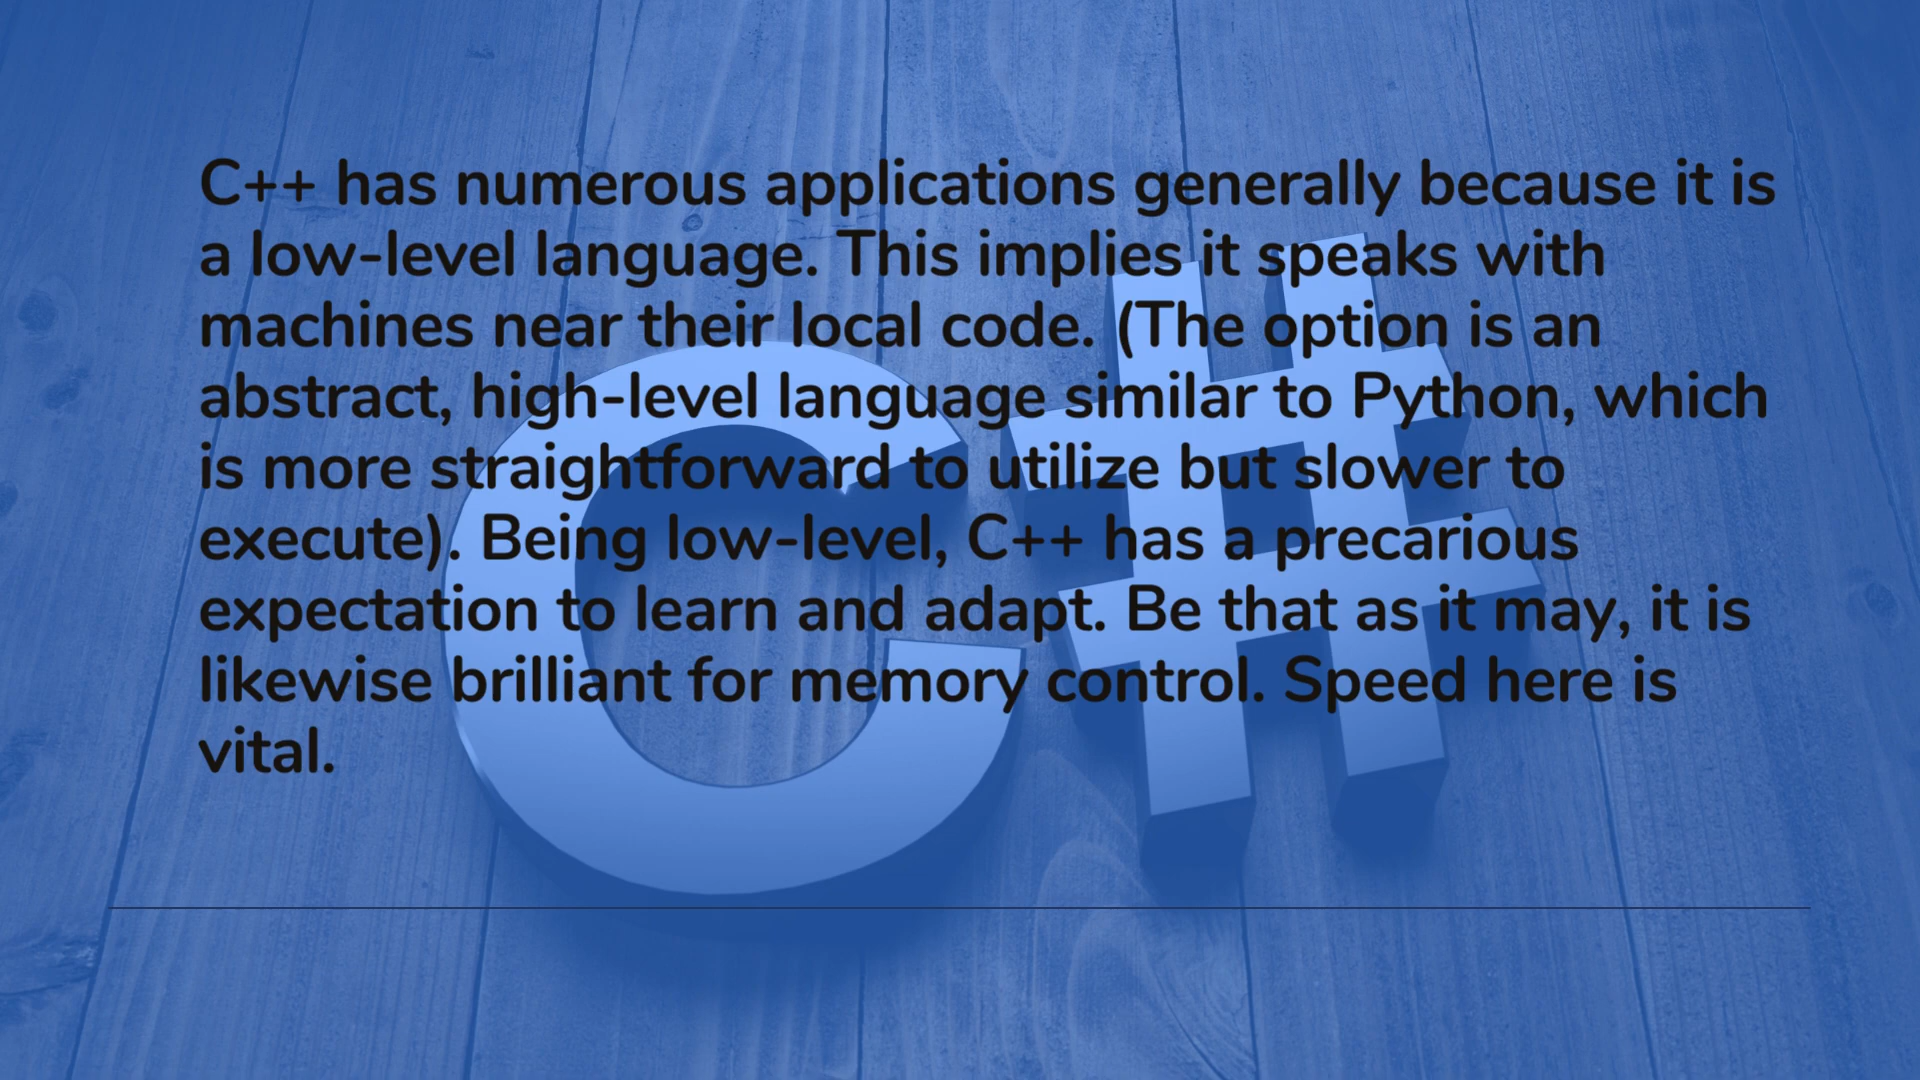 C++ has numerous applications generally because it is
a low-level language. This implies it speaks with
machines near their local code. (The option is an
abstract, high-level language similar to Python, which
is more straightforward to utilize but slower to
execute). Being low-level, C++ has a precarious
expectation to learn and adapt. Be that as it may, it is
likewise brilliant for memory control. Speed here is
vital.
C#